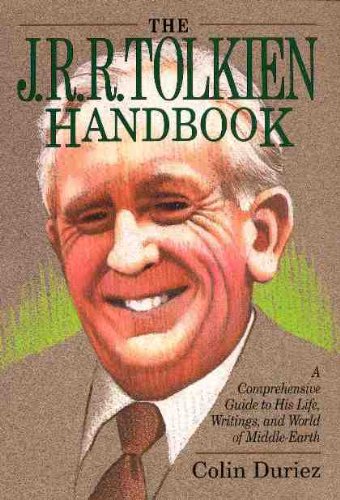 THE
J.R.R. TOLKIEN
HANDBOOK
A
Comprehensive
Guide to His Life,
Writings, and World
of Middle-Earth
Colin Duriez